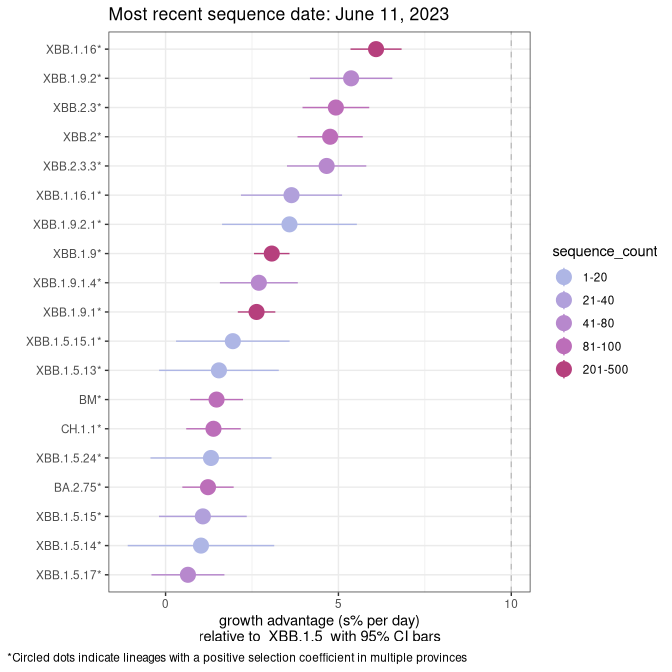 Most recent sequence date: June 11, 2023
XBB.1.16*
XBB.1.9.2*
XBB.2.3*
XBB.2*
XBB.2.3.3*
XBB.1.16.1*
XBB.1.9.2.1*
XBB.1.9*
XBB.1.9.1.4*
XBB.1.9.1*
XBB.1.5.15.1*
XBB.1.5.13*
BM*
CH.1.1*
XBB.1.5.24*
BA.2.75*
XBB.1.5.15*
XBB.1.5.14*
XBB.1.5.17*
0 5 10
growth advantage (s% per day)
relative to XBB.1.5 with 95% CI bars
sequence_count
1-20
21-40
41-80
81-100
201-500
*Circled dots indicate lineages with a positive selection coefficient in multiple provinces